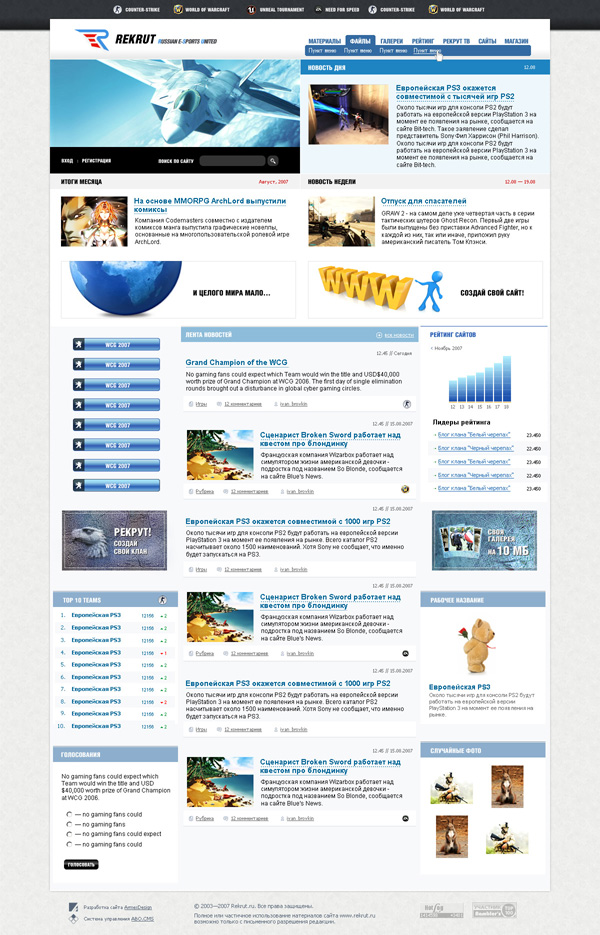 COUNTER-STRIKE WORLD OF WARCRAFT UNREAL TOURNAMENT NEED FOR SPEED COUNTER-STRIKE WORLD OF WARCRAFT
REKRUT RUSSIAN E-SPORTS UNITED
МАТЕРИАЛЫ ФАЙЛЫ ГАЛЕРЕИ РЕЙТИНГ РЕКРУТ ТВ САЙТЫ МАГАЗИН
Пункт меню Пункт меню Пункт меню Пункт меню
НОВОСТЬ ДНЯ 12.00
Европейская PS3 окажется
совместимой с тысячей игр PS2
Около тысячи игр для консоли PS2 будут
работать на европейской версии PlayStation 3 на
момент ее появления на рынке, сообщается на
сайте Bit-tech. Такое заявление сделал
представитель Sony Фил Харрисон (Phil Harrison).
Около тысячи игр для консоли PS2 будут
работать на европейской версии PlayStation 3 на
момент ее появления на рынке, сообщается на
сайте Bit-tech.
ВХОД РЕГИСТРАЦИЯ ПОИСК ПО САЙТУ
ИТОГИ МЕСЯЦА Август, 2007
На основе MMORPG ArchLord выпустили
комиксы
Компания Codemasters совместно с издателем
комиксов манга выпустила графические новеллы,
основанные на многопользовательской ролевой игре
ArchLord.
НОВОСТЬ НЕДЕЛИ 12.00 — 19.00
Отпуск для спасателей
GRAW 2 - на самом деле уже четвертая часть в серии
тактических шутеров Ghost Recon. Первый две игры
были выпущены без приставки Advanced Fighter, но к
каждой из них, так или иначе, приложил руку
американский писатель Том Клэнси.
И ЦЕЛОГО МИРА МАЛО...
WWW
СОЗДАЙ СВОЙ САЙТ!
WCG 2007
WCG 2007
WCG 2007
WCG 2007
WCG 2007
WCG 2007
WCG 2007
WCG 2007
РЕКРУТ!
СОЗДАЙ
СВОЙ КЛАН
TOP 10 TEAMS
1. Европейская PS3 12156 2
2. Европейская PS3 12156 2
3. Европейская PS3 12156 2
4. Европейская PS3 12156 1
5. Европейская PS3 12156 2
6. Европейская PS3 12156 2
7. Европейская PS3 12156 2
8. Европейская PS3 12156 2
9. Европейская PS3 12156 2
10. Европейская PS3 12156 2
ГОЛОСОВАНИЯ
No gaming fans could expect which
Team would win the title and USD
$40,000 worth prize of Grand Champion
at WCG 2006.
— no gaming fans could
— no gaming fans
— no gaming fans could expect
— no gaming fans could
ГОЛОСОВАТЬ
ЛЕНТА НОВОСТЕЙ все новости
12.45 // Сегодня
Grand Champion of the WCG
No gaming fans could expect which Team would win the title and USD$40,000
worth prize of Grand Champion at WCG 2006. The first day of single elimination
rounds brought out a disturbance in global cyber gaming circles.
Игры 12 комментариев ivan_brovkin
12.45 // 15.08.2007
Сценарист Broken Sword работает над
квестом про блондинку
Французская компания Wizarbox работает над
симулятором жизни американской девочки -
подростка под названием So Blonde, сообщается
на сайте Blue's News.
Рубрика 12 комментариев ivan_brovkin
12.45 // 15.08.2007
Европейская PS3 окажется совместимой с 1000 игр PS2
Около тысячи игр для консоли PS2 будут работать на европейской версии
PlayStation 3 на момент ее появления на рынке. Всего каталог PS2
насчитывает около 1500 наименований. Хотя Sony не сообщает, что именно
будет запускаться на PS3.
Игры 12 комментариев ivan_brovkin
12.45 // 15.08.2007
Сценарист Broken Sword работает над
квестом про блондинку
Французская компания Wizarbox работает над
симулятором жизни американской девочки -
подростка под названием So Blonde, сообщается
на сайте Blue's News.
Рубрика 12 комментариев ivan_brovkin
12.45 // 15.08.2007
Европейская PS3 окажется совместимой с 1000 игр PS2
Около тысячи игр для консоли PS2 будут работать на европейской версии
PlayStation 3 на момент ее появления на рынке. Всего каталог PS2
насчитывает около 1500 наименований. Хотя Sony не сообщает, что именно
будет запускаться на PS3.
Игры 12 комментариев ivan_brovkin
12.45 // 15.08.2007
Сценарист Broken Sword работает над
квестом про блондинку
Французская компания Wizarbox работает над
симулятором жизни американской девочки -
подростка под названием So Blonde, сообщается
на сайте Blue's News.
Рубрика 12 комментариев ivan_brovkin
РЕЙТИНГ САЙТОВ
< Ноябрь 2007
12 13 14 15 16 17 18
Лидеры рейтинга
- блог клана "Белый черепах" 23.450
- блог клана "Черный черепах" 22.450
- блог клана "Белый черепах" 23.450
- блог клана "Черный черепах" 22.450
СВОЯ
ГАЛЕРЕЯ
НА 10 МБ
РАБОЧЕЕ НАЗВАНИЕ
Европейская PS3
Около тысячи игр для консоли PS2 будут
работать на европейской версии
PlayStation 3 на момент ее появления на
рынке.
СЛУЧАЙНЫЕ ФОТО
Разработка сайта ArmexDesign
Система управления ABO.CMS
© 2003—2007 Rekrut.ru. Все права защищены.
Полное или частичное использование материалов сайта www.rekrut.ru
возможно только с письменного разрешения редакции.
УЧАСТНИК
TOP